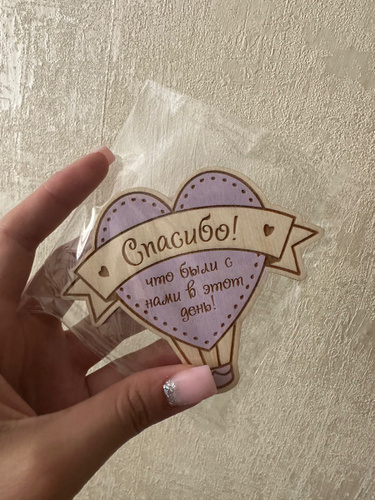 Спасибо!
что были с
нами в этот
день!